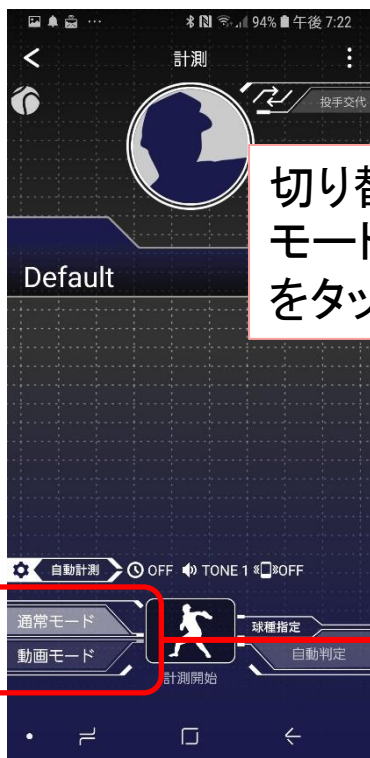 94% 午後 7:22
計測
投手交代
切り替
モード
をタッ
Default
自動計測 OFF TONE 1 OFF
通常モード
動画モード
計測開始
球種指定
自動判定